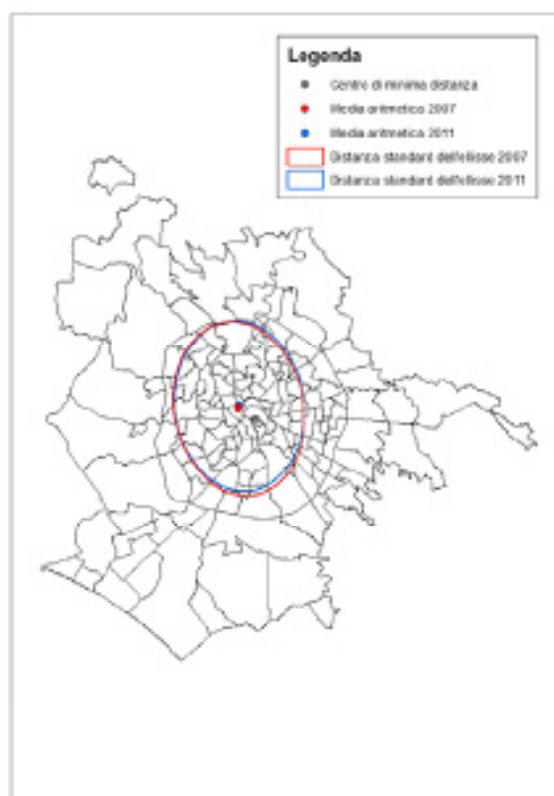 Legenda
Centro di minima distanza
Media aritmetica 2007
Media aritmetica 2011
Distanza standard dell'ellisse 2007
Distanza standard dell'ellisse 2011